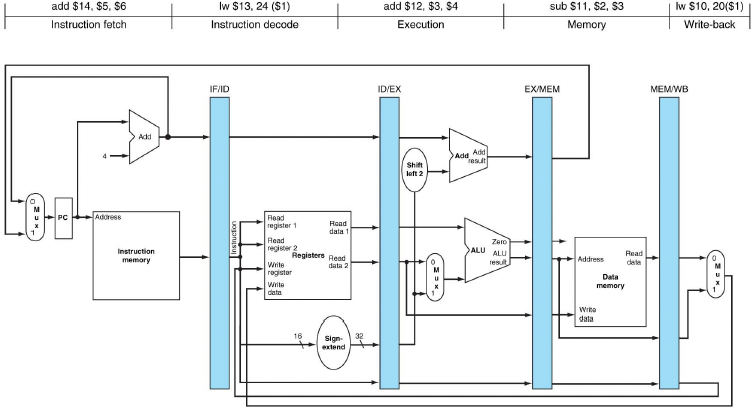 add $14, $5, $6
lw $13, 24 ($1)
add $12, $3, $4
sub $11, $2, $3
lw $10, 20($1)
Instruction fetch
Instruction decode
Execution
Memory
Write-back
IF/ID
ID/EX
EX/MEM
MEM/WB
Add
4
Shift
left 2
Add
Add
result
0
M
u
x
1
PC
Address
Instruction
memory
Instruction
Read
register 1
Read
register 2
Registers
Write
register
Write
data
Read
data 1
Read
data 2
0
M
u
x
1
ALU
Zero
ALU
result
Address
Read
data
Data
memory
Write
data
0
M
u
x
1
16
Sign-
extend
32